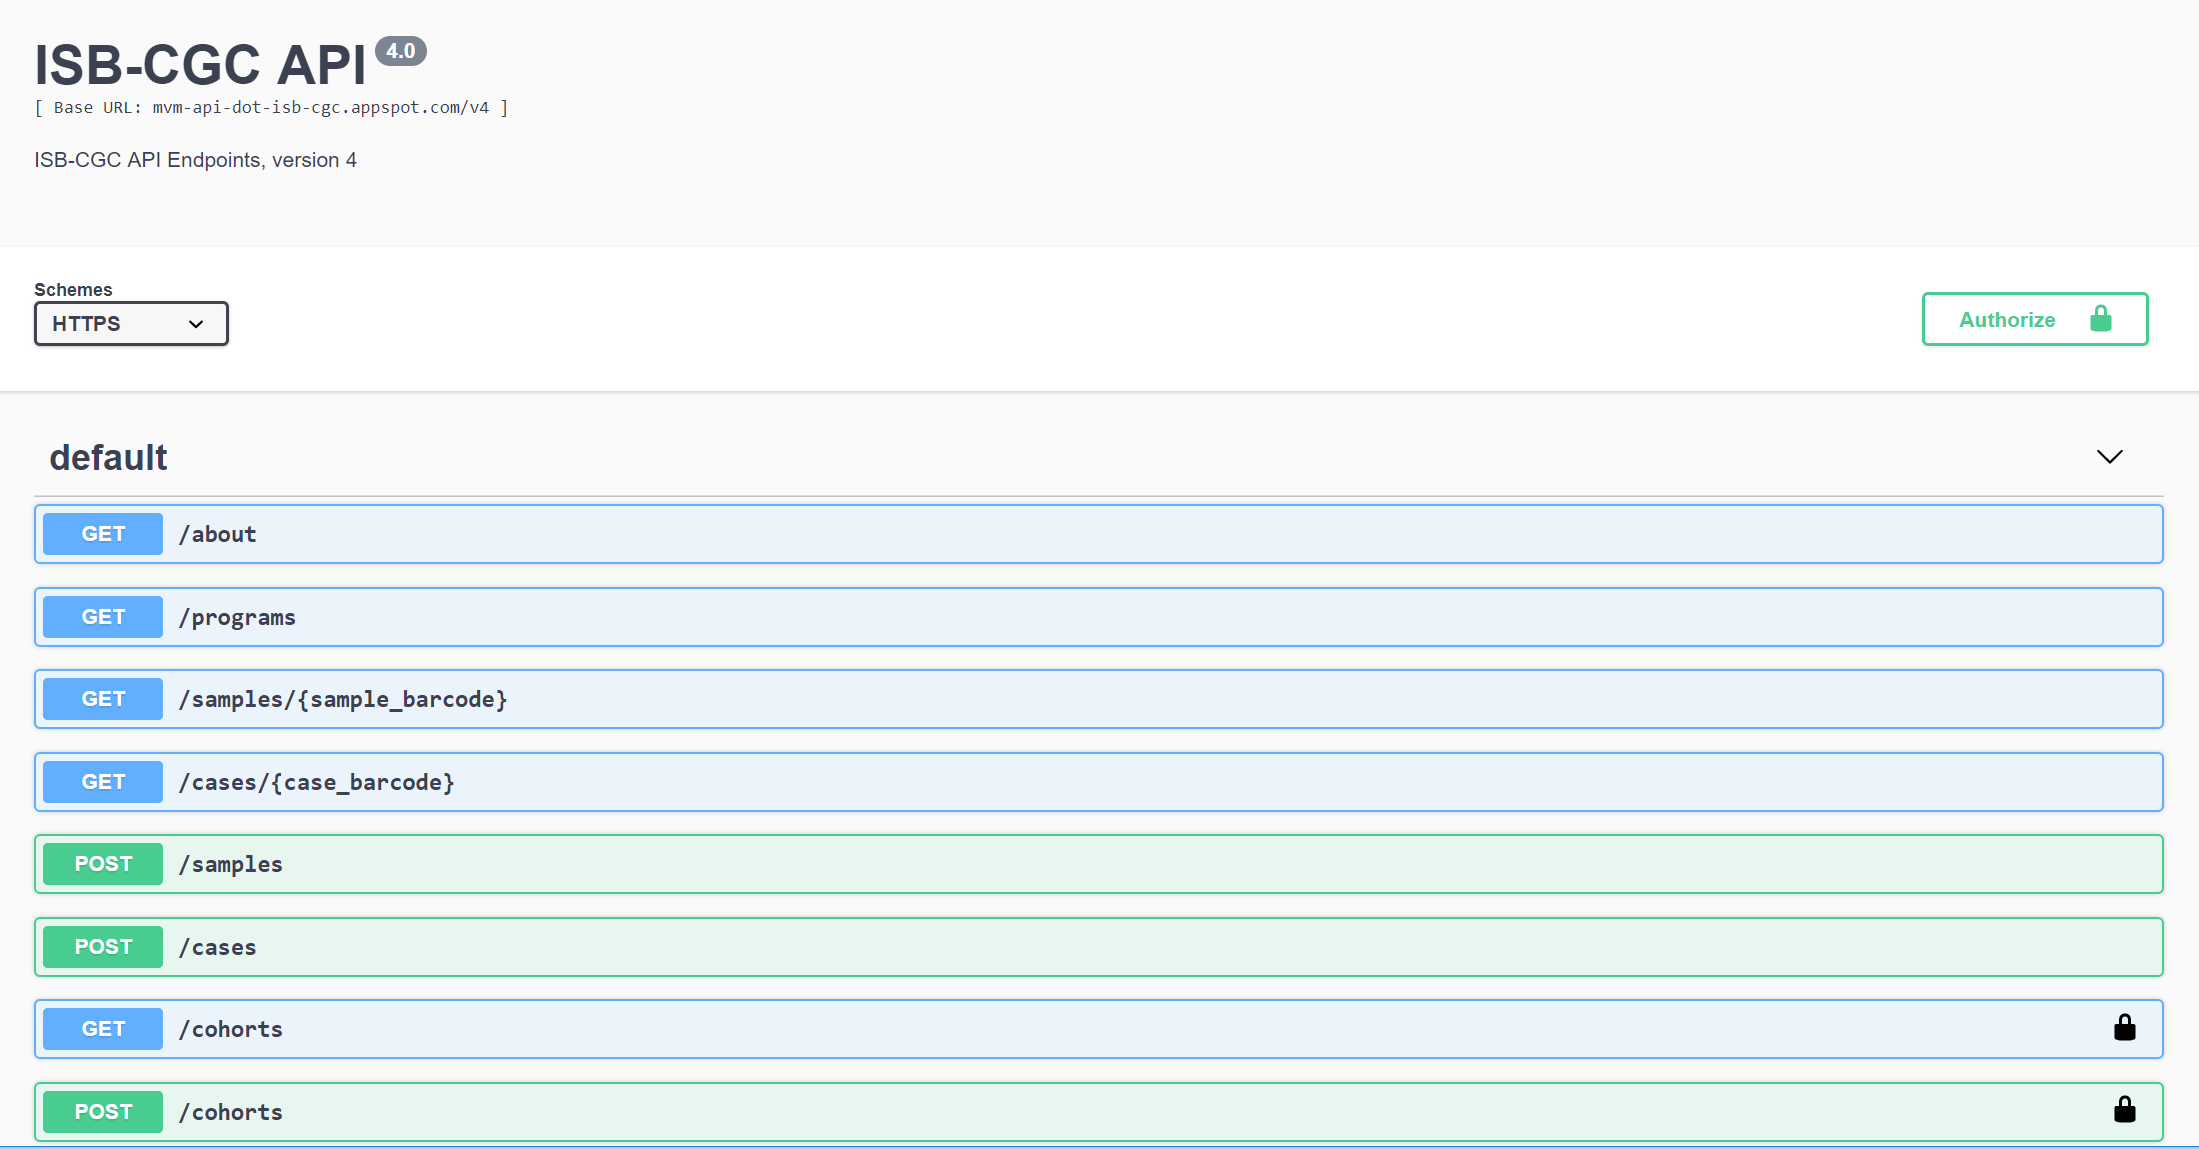 ISB-CGC API 4.0
[ Base URL: mvm-api-dot-isb-cgc.appspot.com/v4 ]
ISB-CGC API Endpoints, version 4
Schemes
HTTPS
Authorize
default
GET /about
GET /programs
GET /samples/{sample_barcode}
GET /cases/{case_barcode}
POST /samples
POST /cases
GET /cohorts
POST /cohorts